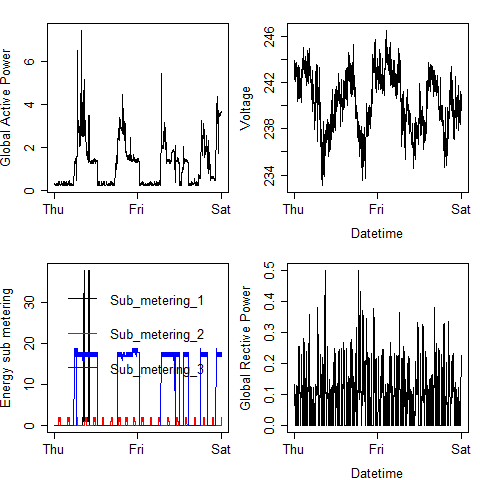 Global Active Power
6
4
2
0
Thu
Fri
Sat
Voltage
246
242
238
234
Thu
Fri
Sat
Datetime
Energy sub metering
30
20
10
0
Sub_metering_1
Sub_metering_2
Sub_metering_3
Thu
Fri
Sat
Global Rective Power
0.5
0.4
0.3
0.2
0.1
0.0
Thu
Fri
Sat
Datetime